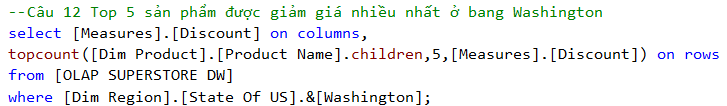 --Câu 12 Top 5 sản phẩm được giảm giá nhiều nhất ở bang Washington
select [Measures].[Discount] on columns,
topcount([Dim Product].[Product Name].children,5,[Measures].[Discount]) on rows
from [OLAP SUPERSTORE DW]
where [Dim Region].[State Of US].&[Washington];